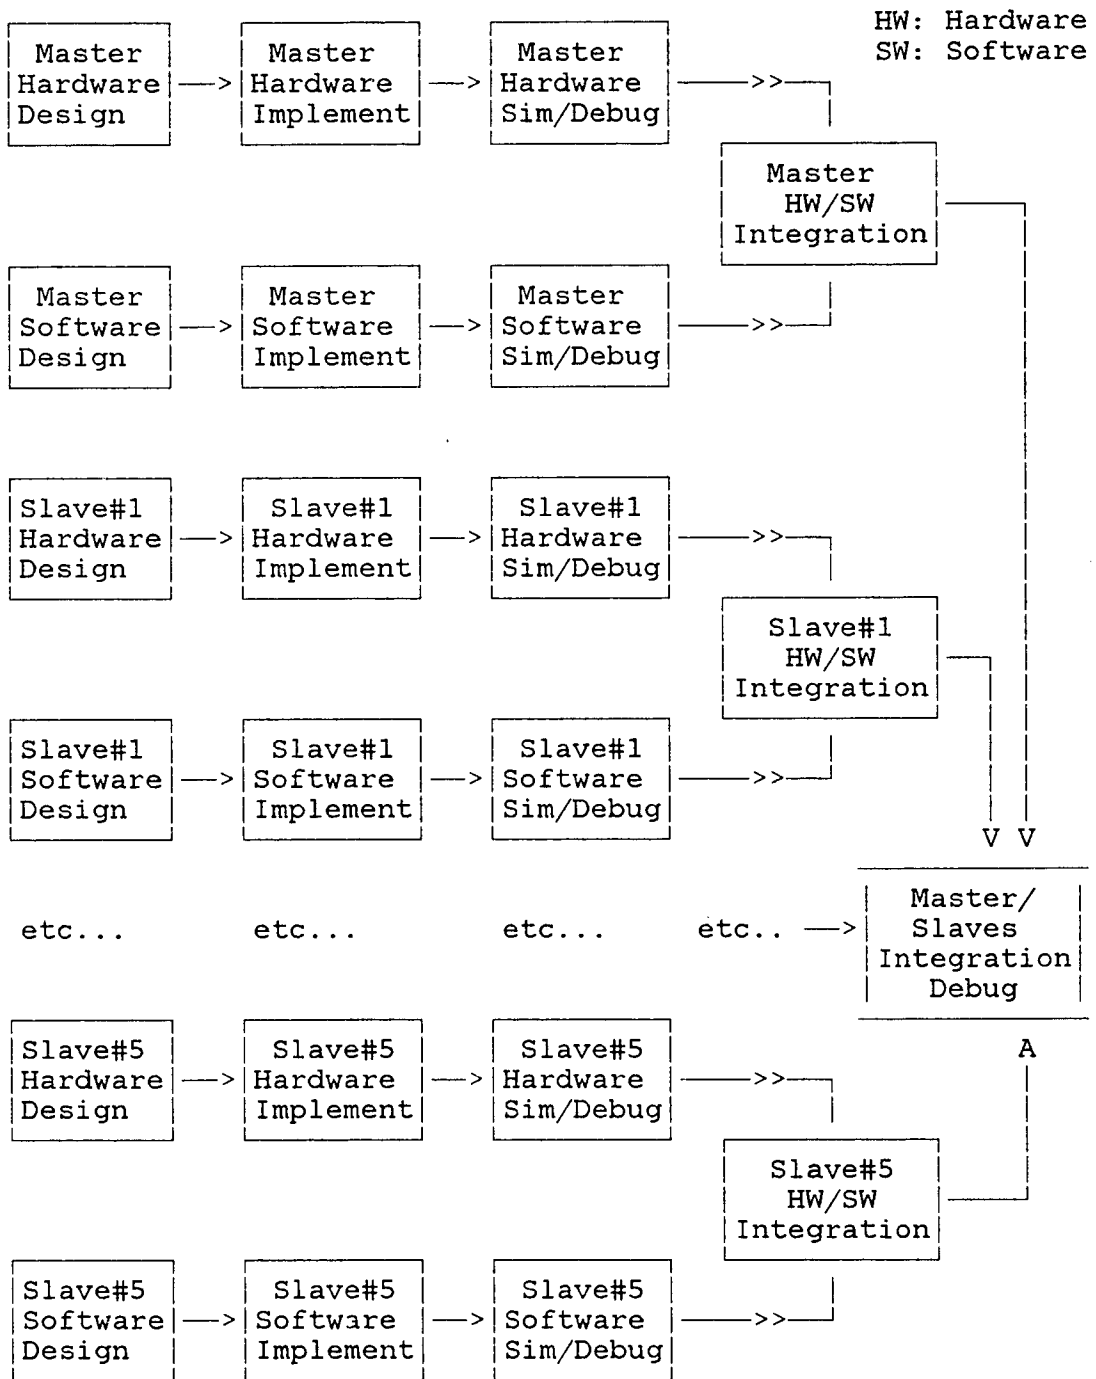 HW: Hardware
SW: Software
Master
Hardware
Design
Master
Hardware
Implement
Master
Hardware
Sim/Debug
Master
HW/SW
Integration
Master
Software
Design
Master
Software
Implement
Master
Software
Sim/Debug
Slave#1
Hardware
Design
Slave#1
Hardware
Implement
Slave#1
Hardware
Sim/Debug
Slave#1
HW/SW
Integration
Slave#1
Software
Design
Slave#1
Software
Implement
Slave#1
Software
Sim/Debug
etc...
etc...
etc...
etc..
Master/
Slaves
Integration
Debug
Slave#5
Hardware
Design
Slave#5
Hardware
Implement
Slave#5
Hardware
Sim/Debug
Slave#5
HW/SW
Integration
Slave#5
Software
Design
Slave#5
Software
Implement
Slave#5
Software
Sim/Debug